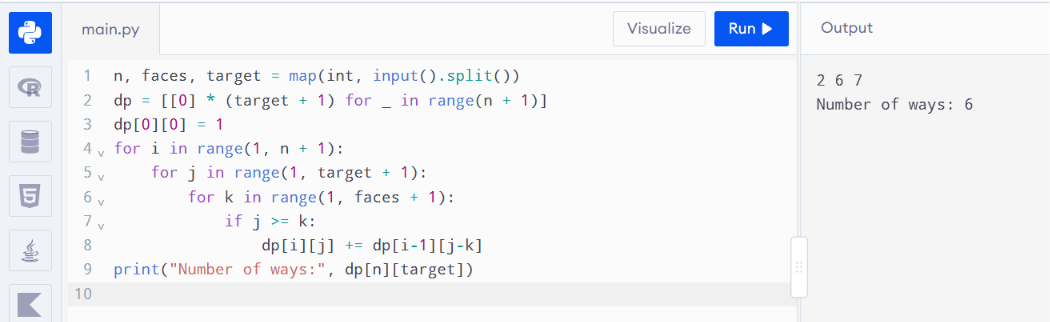 main.py
Visualize
Run
Output
1 n, faces, target = map(int, input().split())
2 dp = [[0] * (target + 1) for _ in range(n + 1)]
3 dp[0][0] = 1
4 for i in range(1, n + 1):
5     for j in range(1, target + 1):
6         for k in range(1, faces + 1):
7             if j >= k:
8                 dp[i][j] += dp[i-1][j-k]
9 print("Number of ways:", dp[n][target])
10
2 6 7
Number of ways: 6